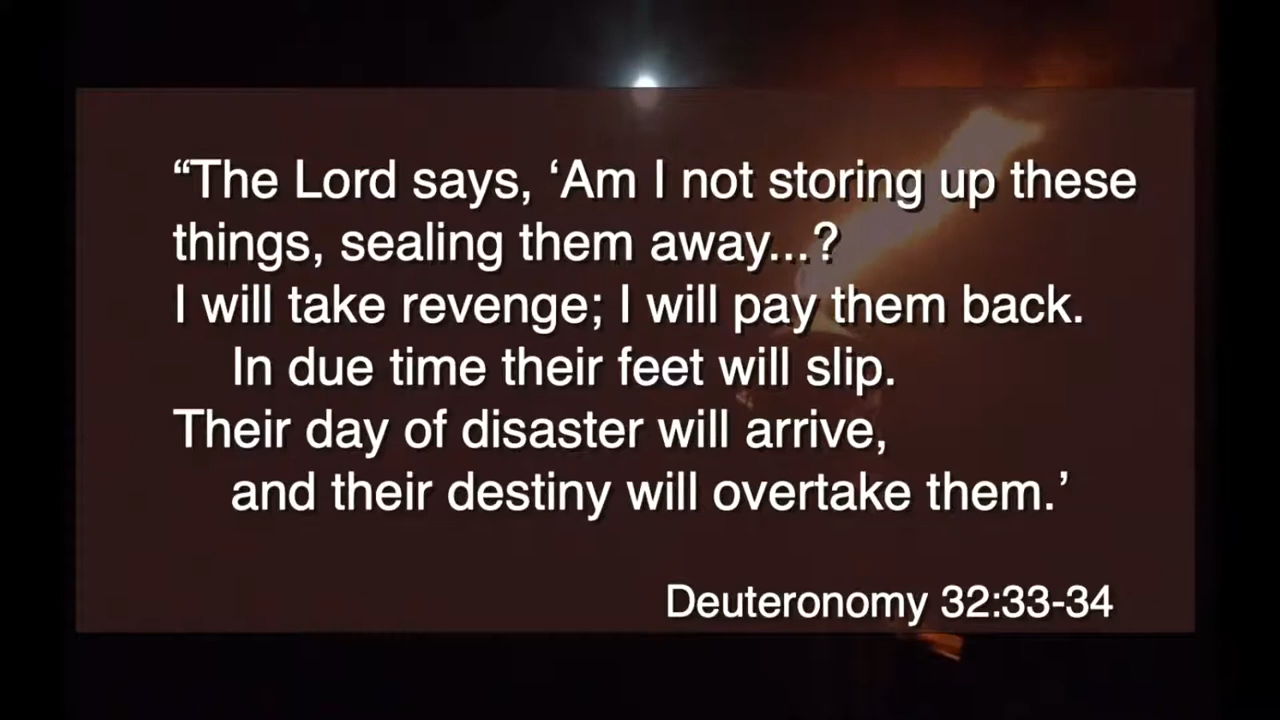 “The Lord says, ‘Am I not storing up these
things, sealing them away...?
I will take revenge; I will pay them back.
In due time their feet will slip.
Their day of disaster will arrive,
and their destiny will overtake them.’
Deuteronomy 32:33-34